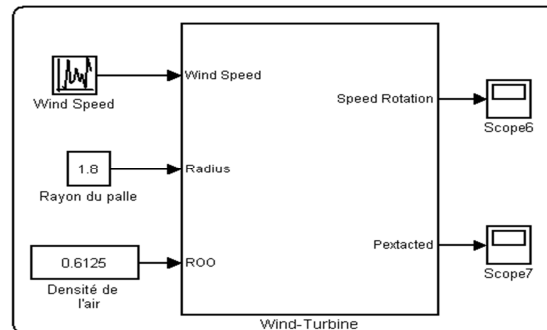 Wind Speed
Wind Speed
Speed Rotation
Scope6
1.8
Radius
Rayon du palle
0.6125
ROO
Pextacted
Densité de
l'air
Scope7
Wind-Turbine